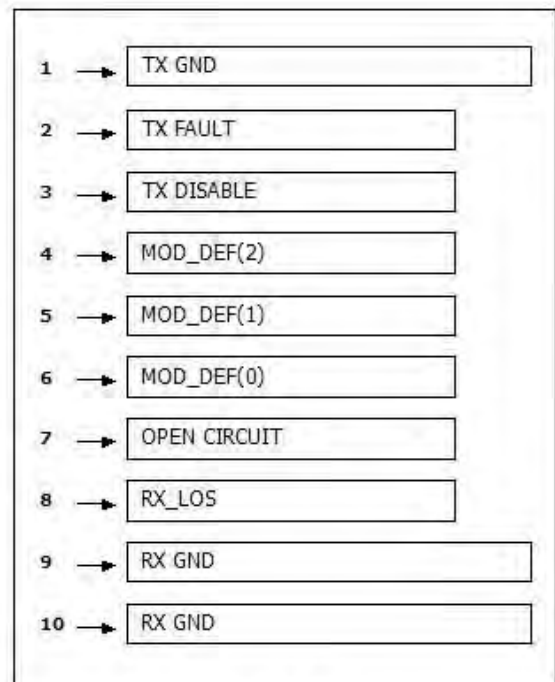 1 TX GND
2 TX FAULT
3 TX DISABLE
4 MOD_DEF(2)
5 MOD_DEF(1)
6 MOD_DEF(0)
7 OPEN CIRCUIT
8 RX_LOS
9 RX GND
10 RX GND